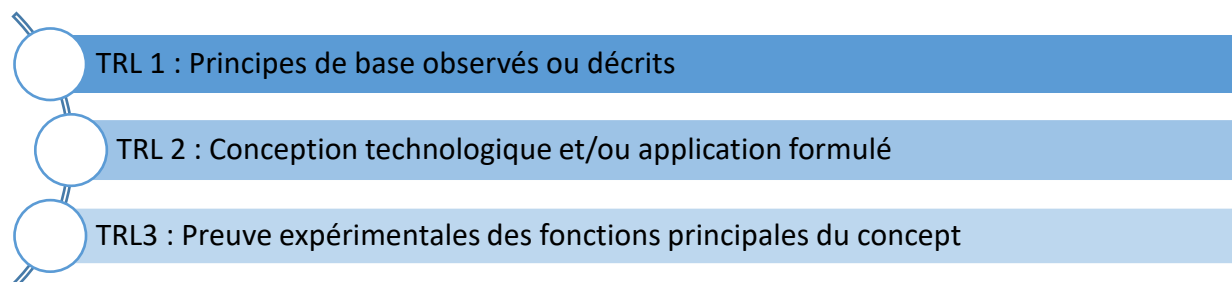 TRL 1 : Principes de base observés ou décrits
TRL 2 : Conception technologique et/ou application formulé
TRL3 : Preuve expérimentales des fonctions principales du concept